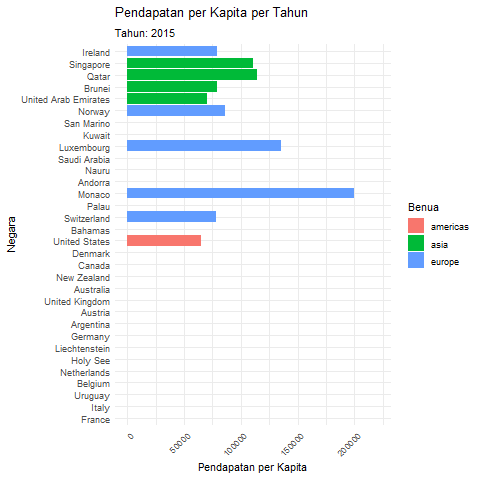 Pendapatan per Kapita per Tahun
Tahun: 2015
Negara
Ireland
Singapore
Qatar
Brunei
United Arab Emirates
Norway
San Marino
Kuwait
Luxembourg
Saudi Arabia
Nauru
Andorra
Monaco
Palau
Switzerland
Bahamas
United States
Denmark
Canada
New Zealand
Australia
United Kingdom
Austria
Argentina
Germany
Liechtenstein
Holy See
Netherlands
Belgium
Uruguay
Italy
France
0 50000 100000 150000 200000
Pendapatan per Kapita
Benua
americas
asia
europe